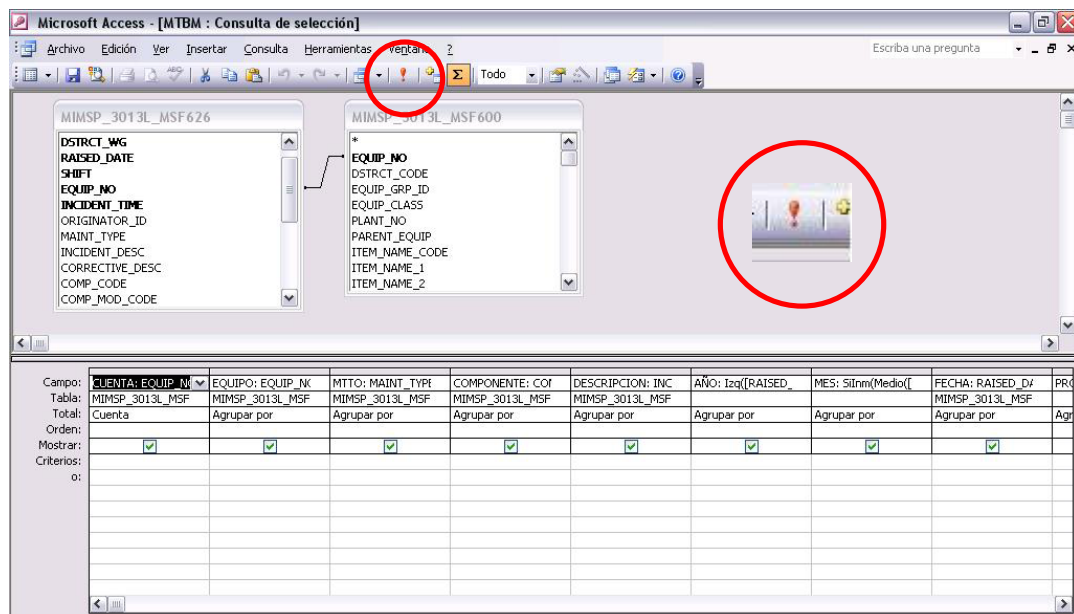 Microsoft Access - [MTBM : Consulta de selección]
Archivo Edición Ver Insertar Consulta Herramientas Ventana ? Escriba una pregunta
Todo
MIMSP_3013L_MSF626 MIMSP_3013L_MSF600
DSTRCT_WG
RAISED_DATE
SHIFT
EQUIP_NO
INCIDENT_TIME
ORIGINATOR_ID
MAINT_TYPE
INCIDENT_DESC
CORRECTIVE_DESC
COMP_CODE
COMP_MOD_CODE
*
EQUIP_NO
DSTRCT_CODE
EQUIP_GRP_ID
EQUIP_CLASS
PLANT_NO
PARENT_EQUIP
ITEM_NAME_CODE
ITEM_NAME_1
ITEM_NAME_2
Campo: CUENTA: EQUIP_N EQUIPO: EQUIP_N MTTO: MAINT_TYP COMPONENTE: CO DESCRIPCION: INC AÑO: Izq([RAISED_ MES: SiInm(Medio([ FECHA: RAISED_D PR
Tabla: MIMSP_3013L_MSF MIMSP_3013L_MSF MIMSP_3013L_MSF MIMSP_3013L_MSF MIMSP_3013L_MSF MIMSP_3013L_MSF
Total: Cuenta Agrupar por Agrupar por Agrupar por Agrupar por Agrupar por Agrupar por Agrupar por Agr
Orden:
Mostrar:
Criterios:
o: